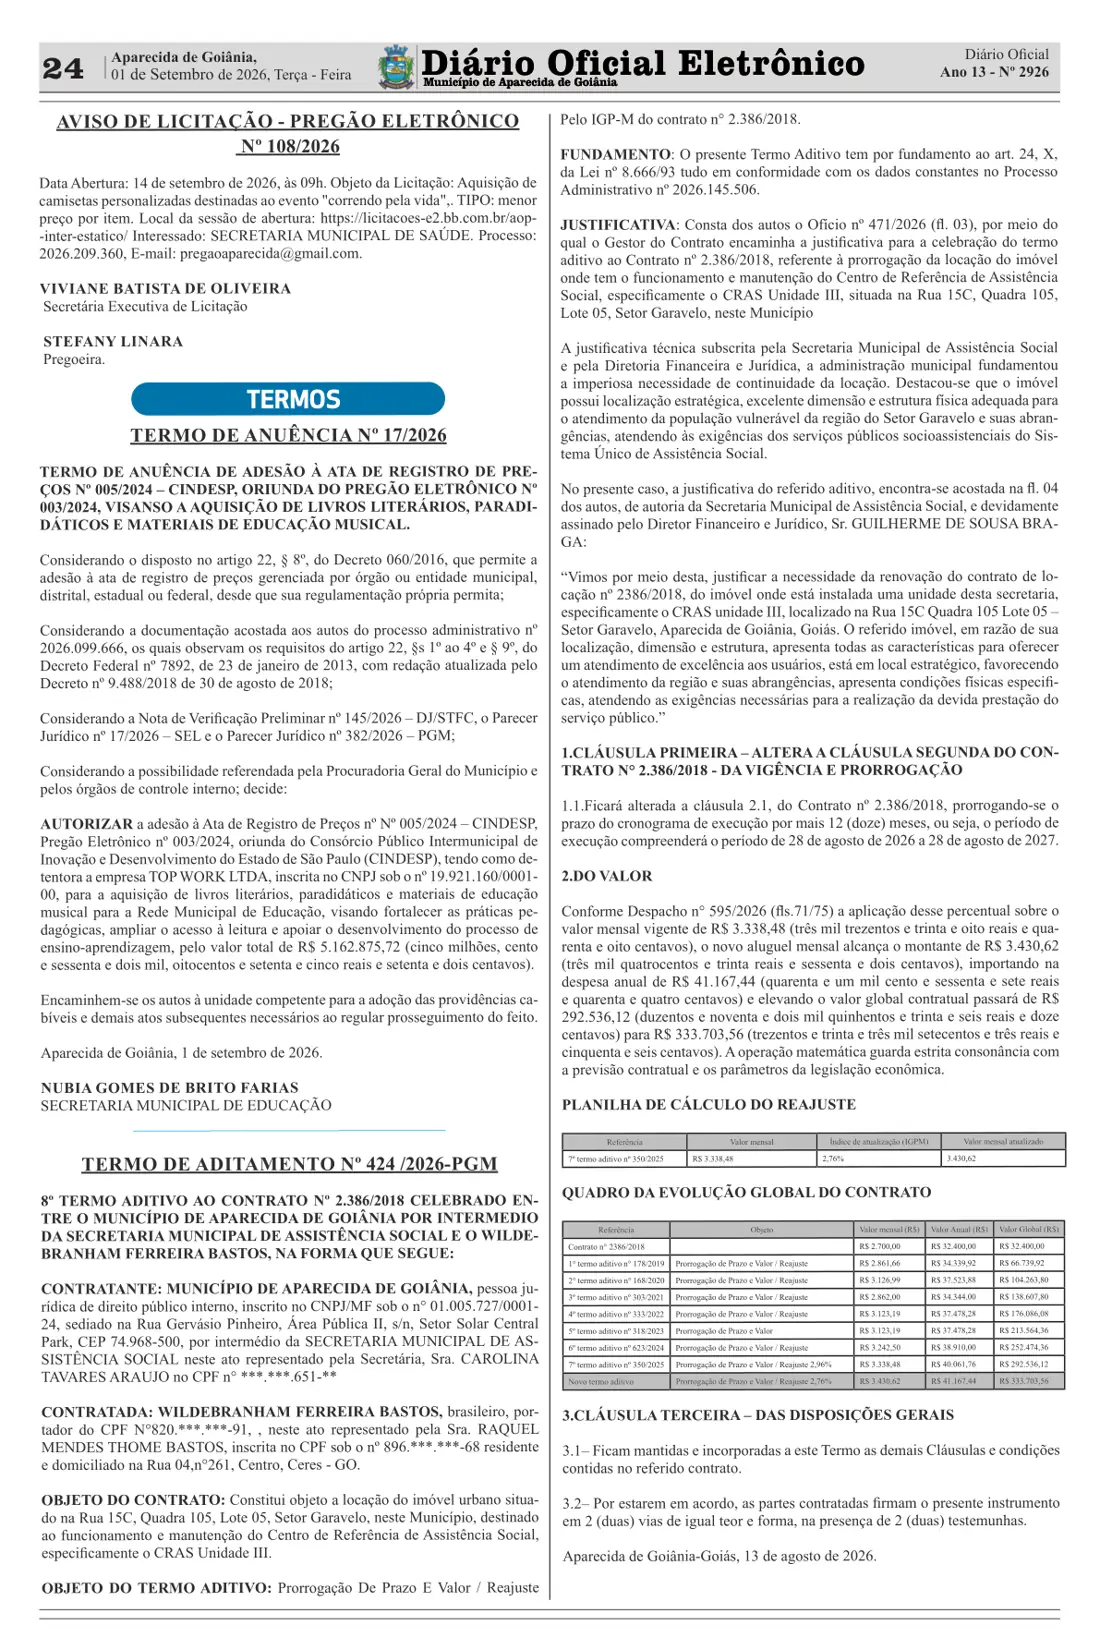 24
Aparecida de Goiânia,
01 de Setembro de 2026, Terça - Feira
Diário Oficial Eletrônico
Município de Aparecida de Goiânia
Diário Oficial
Ano 13 - Nº 2926
AVISO DE LICITAÇÃO - PREGÃO ELETRÔNICO
Nº 108/2026
Data Abertura: 14 de setembro de 2026, às 09h. Objeto da Licitação: Aquisição de
camisetas personalizadas destinadas ao evento "correndo pela vida",. TIPO: menor
preço por item. Local da sessão de abertura: https://licitacoes-e2.bb.com.br/aop-
-inter-estatico/ Interessado: SECRETARIA MUNICIPAL DE SAÚDE. Processo:
2026.209.360, E-mail: pregaoaparecida@gmail.com.
VIVIANE BATISTA DE OLIVEIRA
Secretária Executiva de Licitação
STEFANY LINARA
Pregoeira.
TERMOS
TERMO DE ANUÊNCIA Nº 17/2026
TERMO DE ANUÊNCIA DE ADESÃO À ATA DE REGISTRO DE PRE-
ÇOS Nº 005/2024 – CINDESP, ORIUNDA DO PREGÃO ELETRÔNICO Nº
003/2024, VISANSO A AQUISIÇÃO DE LIVROS LITERÁRIOS, PARADI-
DÁTICOS E MATERIAIS DE EDUCAÇÃO MUSICAL.
Considerando o disposto no artigo 22, § 8º, do Decreto 060/2016, que permite a
adesão à ata de registro de preços gerenciada por órgão ou entidade municipal,
distrital, estadual ou federal, desde que sua regulamentação própria permita;
Considerando a documentação acostada aos autos do processo administrativo nº
2026.099.666, os quais observam os requisitos do artigo 22, §s 1º ao 4º e § 9º, do
Decreto Federal nº 7892, de 23 de janeiro de 2013, com redação atualizada pelo
Decreto nº 9.488/2018 de 30 de agosto de 2018;
Considerando a Nota de Verificação Preliminar nº 145/2026 – DJ/STFC, o Parecer
Jurídico nº 17/2026 – SEL e o Parecer Jurídico nº 382/2026 – PGM;
Considerando a possibilidade referendada pela Procuradoria Geral do Município e
pelos órgãos de controle interno; decide:
AUTORIZAR a adesão à Ata de Registro de Preços nº Nº 005/2024 – CINDESP,
Pregão Eletrônico nº 003/2024, oriunda do Consórcio Público Intermunicipal de
Inovação e Desenvolvimento do Estado de São Paulo (CINDESP), tendo como de-
tentora a empresa TOP WORK LTDA, inscrita no CNPJ sob o nº 19.921.160/0001-
00, para a aquisição de livros literários, paradidáticos e materiais de educação
musical para a Rede Municipal de Educação, visando fortalecer as práticas pe-
dagógicas, ampliar o acesso à leitura e apoiar o desenvolvimento do processo de
ensino-aprendizagem, pelo valor total de R$ 5.162.875,72 (cinco milhões, cento
e sessenta e dois mil, oitocentos e setenta e cinco reais e setenta e dois centavos).
Encaminhem-se os autos à unidade competente para a adoção das providências ca-
bíveis e demais atos subsequentes necessários ao regular prosseguimento do feito.
Aparecida de Goiânia, 1 de setembro de 2026.
NUBIA GOMES DE BRITO FARIAS
SECRETARIA MUNICIPAL DE EDUCAÇÃO
TERMO DE ADITAMENTO Nº 424 /2026-PGM
8º TERMO ADITIVO AO CONTRATO Nº 2.386/2018 CELEBRADO EN-
TRE O MUNICÍPIO DE APARECIDA DE GOIÂNIA POR INTERMEDIO
DA SECRETARIA MUNICIPAL DE ASSISTÊNCIA SOCIAL E O WILDE-
BRANHAM FERREIRA BASTOS, NA FORMA QUE SEGUE:
CONTRATANTE: MUNICÍPIO DE APARECIDA DE GOIÂNIA, pessoa ju-
rídica de direito público interno, inscrito no CNPJ/MF sob o n° 01.005.727/0001-
24, sediado na Rua Gervásio Pinheiro, Área Pública II, s/n, Setor Solar Central
Park, CEP 74.968-500, por intermédio da SECRETARIA MUNICIPAL DE AS-
SISTÊNCIA SOCIAL neste ato representado pela Secretária, Sra. CAROLINA
TAVARES ARAUJO no CPF n° ***.***.651-**
CONTRATADA: WILDEBRANHAM FERREIRA BASTOS, brasileiro, por-
tador do CPF N°820.***.***-91, , neste ato representado pela Sra. RAQUEL
MENDES THOME BASTOS, inscrita no CPF sob o nº 896.***.***-68 residente
e domiciliado na Rua 04,n°261, Centro, Ceres - GO.
OBJETO DO CONTRATO: Constitui objeto a locação do imóvel urbano situa-
do na Rua 15C, Quadra 105, Lote 05, Setor Garavelo, neste Município, destinado
ao funcionamento e manutenção do Centro de Referência de Assistência Social,
especificamente o CRAS Unidade III.
OBJETO DO TERMO ADITIVO: Prorrogação De Prazo E Valor / Reajuste
Pelo IGP-M do contrato n° 2.386/2018.
FUNDAMENTO: O presente Termo Aditivo tem por fundamento ao art. 24, X,
da Lei nº 8.666/93 tudo em conformidade com os dados constantes no Processo
Administrativo nº 2026.145.506.
JUSTIFICATIVA: Consta dos autos o Ofício nº 471/2026 (fl. 03), por meio do
qual o Gestor do Contrato encaminha a justificativa para a celebração do termo
aditivo ao Contrato nº 2.386/2018, referente à prorrogação da locação do imóvel
onde tem o funcionamento e manutenção do Centro de Referência de Assistência
Social, especificamente o CRAS Unidade III, situada na Rua 15C, Quadra 105,
Lote 05, Setor Garavelo, neste Município
A justificativa técnica subscrita pela Secretaria Municipal de Assistência Social
e pela Diretoria Financeira e Jurídica, a administração municipal fundamentou
a imperiosa necessidade de continuidade da locação. Destacou-se que o imóvel
possui localização estratégica, excelente dimensão e estrutura física adequada para
o atendimento da população vulnerável da região do Setor Garavelo e suas abran-
gências, atendendo às exigências dos serviços públicos socioassistenciais do Sis-
tema Único de Assistência Social.
No presente caso, a justificativa do referido aditivo, encontra-se acostada na fl. 04
dos autos, de autoria da Secretaria Municipal de Assistência Social, e devidamente
assinado pelo Diretor Financeiro e Jurídico, Sr. GUILHERME DE SOUSA BRA-
GA:
“Vimos por meio desta, justificar a necessidade da renovação do contrato de lo-
cação nº 2386/2018, do imóvel onde está instalada uma unidade desta secretaria,
especificamente o CRAS unidade III, localizado na Rua 15C Quadra 105 Lote 05 –
Setor Garavelo, Aparecida de Goiânia, Goiás. O referido imóvel, em razão de sua
localização, dimensão e estrutura, apresenta todas as características para oferecer
um atendimento de excelência aos usuários, está em local estratégico, favorecendo
o atendimento da região e suas abrangências, apresenta condições físicas específi-
cas, atendendo as exigências necessárias para a realização da devida prestação do
serviço público.”
1.CLÁUSULA PRIMEIRA – ALTERA A CLÁUSULA SEGUNDA DO CON-
TRATO N° 2.386/2018 - DA VIGÊNCIA E PRORROGAÇÃO
1.1.Ficará alterada a cláusula 2.1, do Contrato nº 2.386/2018, prorrogando-se o
prazo do cronograma de execução por mais 12 (doze) meses, ou seja, o período de
execução compreenderá o período de 28 de agosto de 2026 a 28 de agosto de 2027.
2.DO VALOR
Conforme Despacho n° 595/2026 (fls.71/75) a aplicação desse percentual sobre o
valor mensal vigente de R$ 3.338,48 (três mil trezentos e trinta e oito reais e qua-
renta e oito centavos), o novo aluguel mensal alcança o montante de R$ 3.430,62
(três mil quatrocentos e trinta reais e sessenta e dois centavos), importando na
despesa anual de R$ 41.167,44 (quarenta e um mil cento e sessenta e sete reais
e quarenta e quatro centavos) e elevando o valor global contratual passará de R$
292.536,12 (duzentos e noventa e dois mil quinhentos e trinta e seis reais e doze
centavos) para R$ 333.703,56 (trezentos e trinta e três mil setecentos e três reais e
cinquenta e seis centavos). A operação matemática guarda estrita consonância com
a previsão contratual e os parâmetros da legislação econômica.
PLANILHA DE CÁLCULO DO REAJUSTE
Referência Valor mensal Índice de atualização (IGPM) Valor mensal atualizado
7º termo aditivo nº 350/2025 R$ 3.338,48 2,76% 3.430,62
QUADRO DA EVOLUÇÃO GLOBAL DO CONTRATO
Referência Objeto Valor mensal (R$) Valor Anual (R$) Valor Global (R$)
Contrato n° 2386/2018 R$ 2.700,00 R$ 32.400,00 R$ 32.400,00
1º termo aditivo nº 178/2019 Prorrogação de Prazo e Valor / Reajuste R$ 2.861,66 R$ 34.339,92 R$ 66.739,92
2º termo aditivo nº 168/2020 Prorrogação de Prazo e Valor / Reajuste R$ 3.126,99 R$ 37.523,88 R$ 104.263,80
3º termo aditivo nº 303/2021 Prorrogação de Prazo e Valor / Reajuste R$ 2.862,00 R$ 34.344,00 R$ 138.607,80
4º termo aditivo nº 333/2022 Prorrogação de Prazo e Valor / Reajuste R$ 3.123,19 R$ 37.478,28 R$ 176.086,08
5º termo aditivo nº 318/2023 Prorrogação de Prazo e Valor R$ 3.123,19 R$ 37.478,28 R$ 213.564,36
6º termo aditivo nº 623/2024 Prorrogação de Prazo e Valor / Reajuste R$ 3.242,50 R$ 38.910,00 R$ 252.474,36
7º termo aditivo nº 350/2025 Prorrogação de Prazo e Valor / Reajuste 2,96% R$ 3.338,48 R$ 40.061,76 R$ 292.536,12
Novo termo aditivo Prorrogação de Prazo e Valor / Reajuste 2,76% R$ 3.430,62 R$ 41.167,44 R$ 333.703,56
3.CLÁUSULA TERCEIRA – DAS DISPOSIÇÕES GERAIS
3.1– Ficam mantidas e incorporadas a este Termo as demais Cláusulas e condições
contidas no referido contrato.
3.2– Por estarem em acordo, as partes contratadas firmam o presente instrumento
em 2 (duas) vias de igual teor e forma, na presença de 2 (duas) testemunhas.
Aparecida de Goiânia-Goiás, 13 de agosto de 2026.